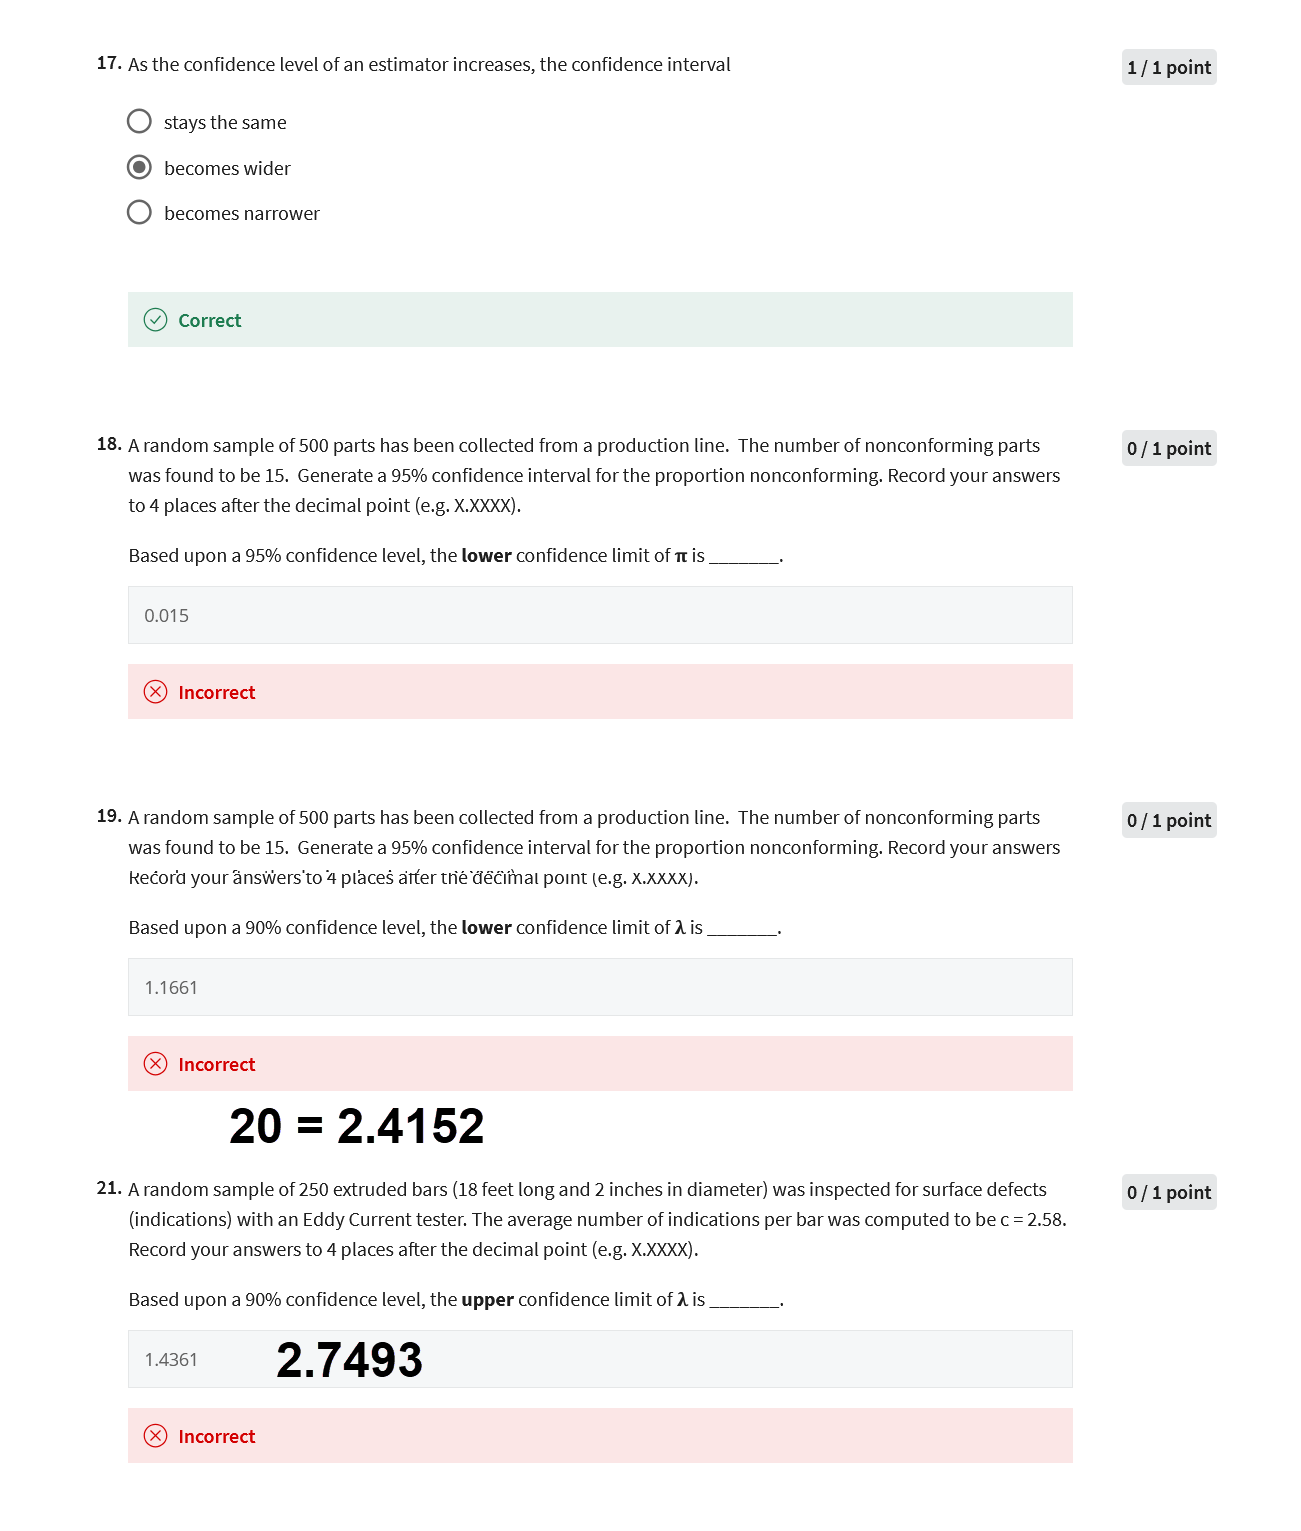 17. As the confidence level of an estimator increases, the confidence interval
1 / 1 point
stays the same
becomes wider
becomes narrower
Correct
18. A random sample of 500 parts has been collected from a production line.  The number of nonconforming parts
0 / 1 point
was found to be 15.  Generate a 95% confidence interval for the proportion nonconforming. Record your answers
to 4 places after the decimal point (e.g. X.XXXX).
Based upon a 95% confidence level, the lower confidence limit of π is _______.
0.015
Incorrect
19. A random sample of 500 parts has been collected from a production line.  The number of nonconforming parts
0 / 1 point
was found to be 15.  Generate a 95% confidence interval for the proportion nonconforming. Record your answers
Record your answers to 4 places after the decimal point (e.g. X.XXXX).
Based upon a 90% confidence level, the lower confidence limit of λ is _______.
1.1661
Incorrect
20 = 2.4152
21. A random sample of 250 extruded bars (18 feet long and 2 inches in diameter) was inspected for surface defects
0 / 1 point
(indications) with an Eddy Current tester. The average number of indications per bar was computed to be c = 2.58.
Record your answers to 4 places after the decimal point (e.g. X.XXXX).
Based upon a 90% confidence level, the upper confidence limit of λ is _______.
1.4361 2.7493
Incorrect